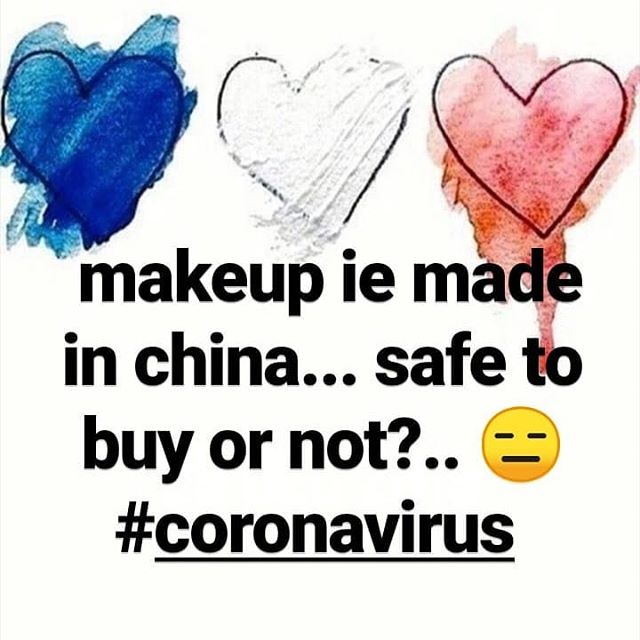 makeup ie made
in china... safe to
buy or not?.. 😑
#coronavirus